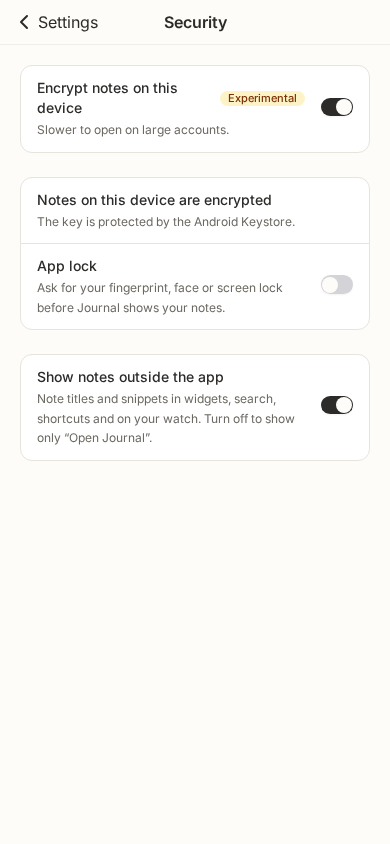 Settings
Security
Encrypt notes on this
device
Experimental
Slower to open on large accounts.
Notes on this device are encrypted
The key is protected by the Android Keystore.
App lock
Ask for your fingerprint, face or screen lock
before Journal shows your notes.
Show notes outside the app
Note titles and snippets in widgets, search,
shortcuts and on your watch. Turn off to show
only “Open Journal”.